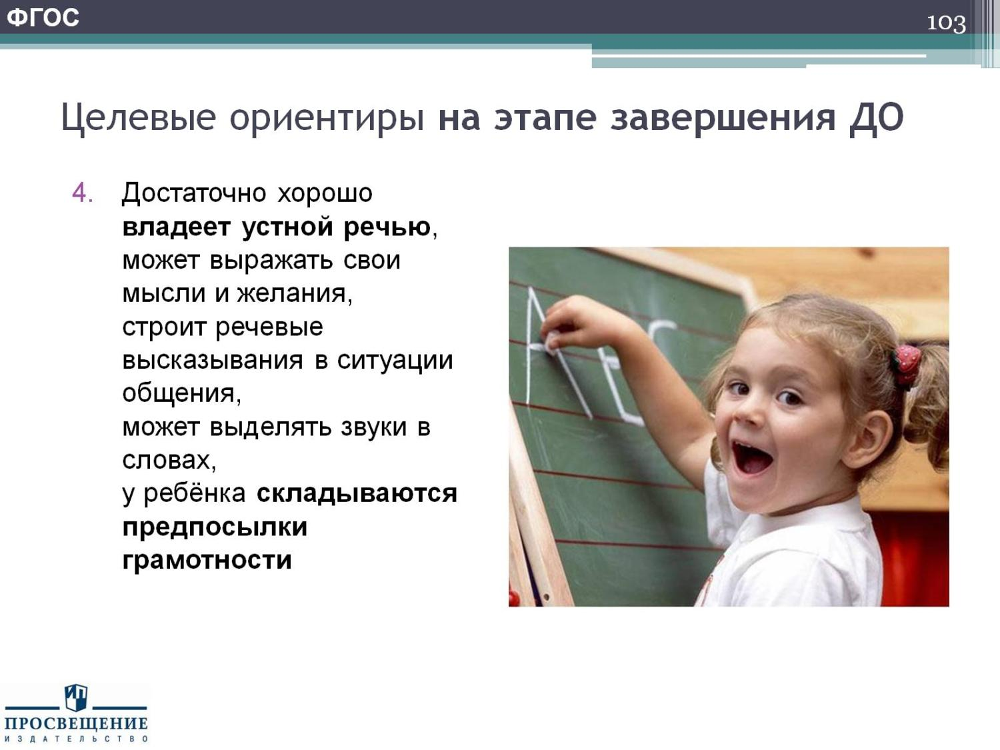 ФГОС
103
Целевые ориентиры на этапе завершения ДО
4. Достаточно хорошо
владеет устной речью,
может выражать свои
мысли и желания,
строит речевые
высказывания в ситуации
общения,
может выделять звуки в
словах,
у ребёнка складываются
предпосылки
грамотности
ИП
ПРОСВЕЩЕНИЕ
ИЗДАТЕЛЬСТВО